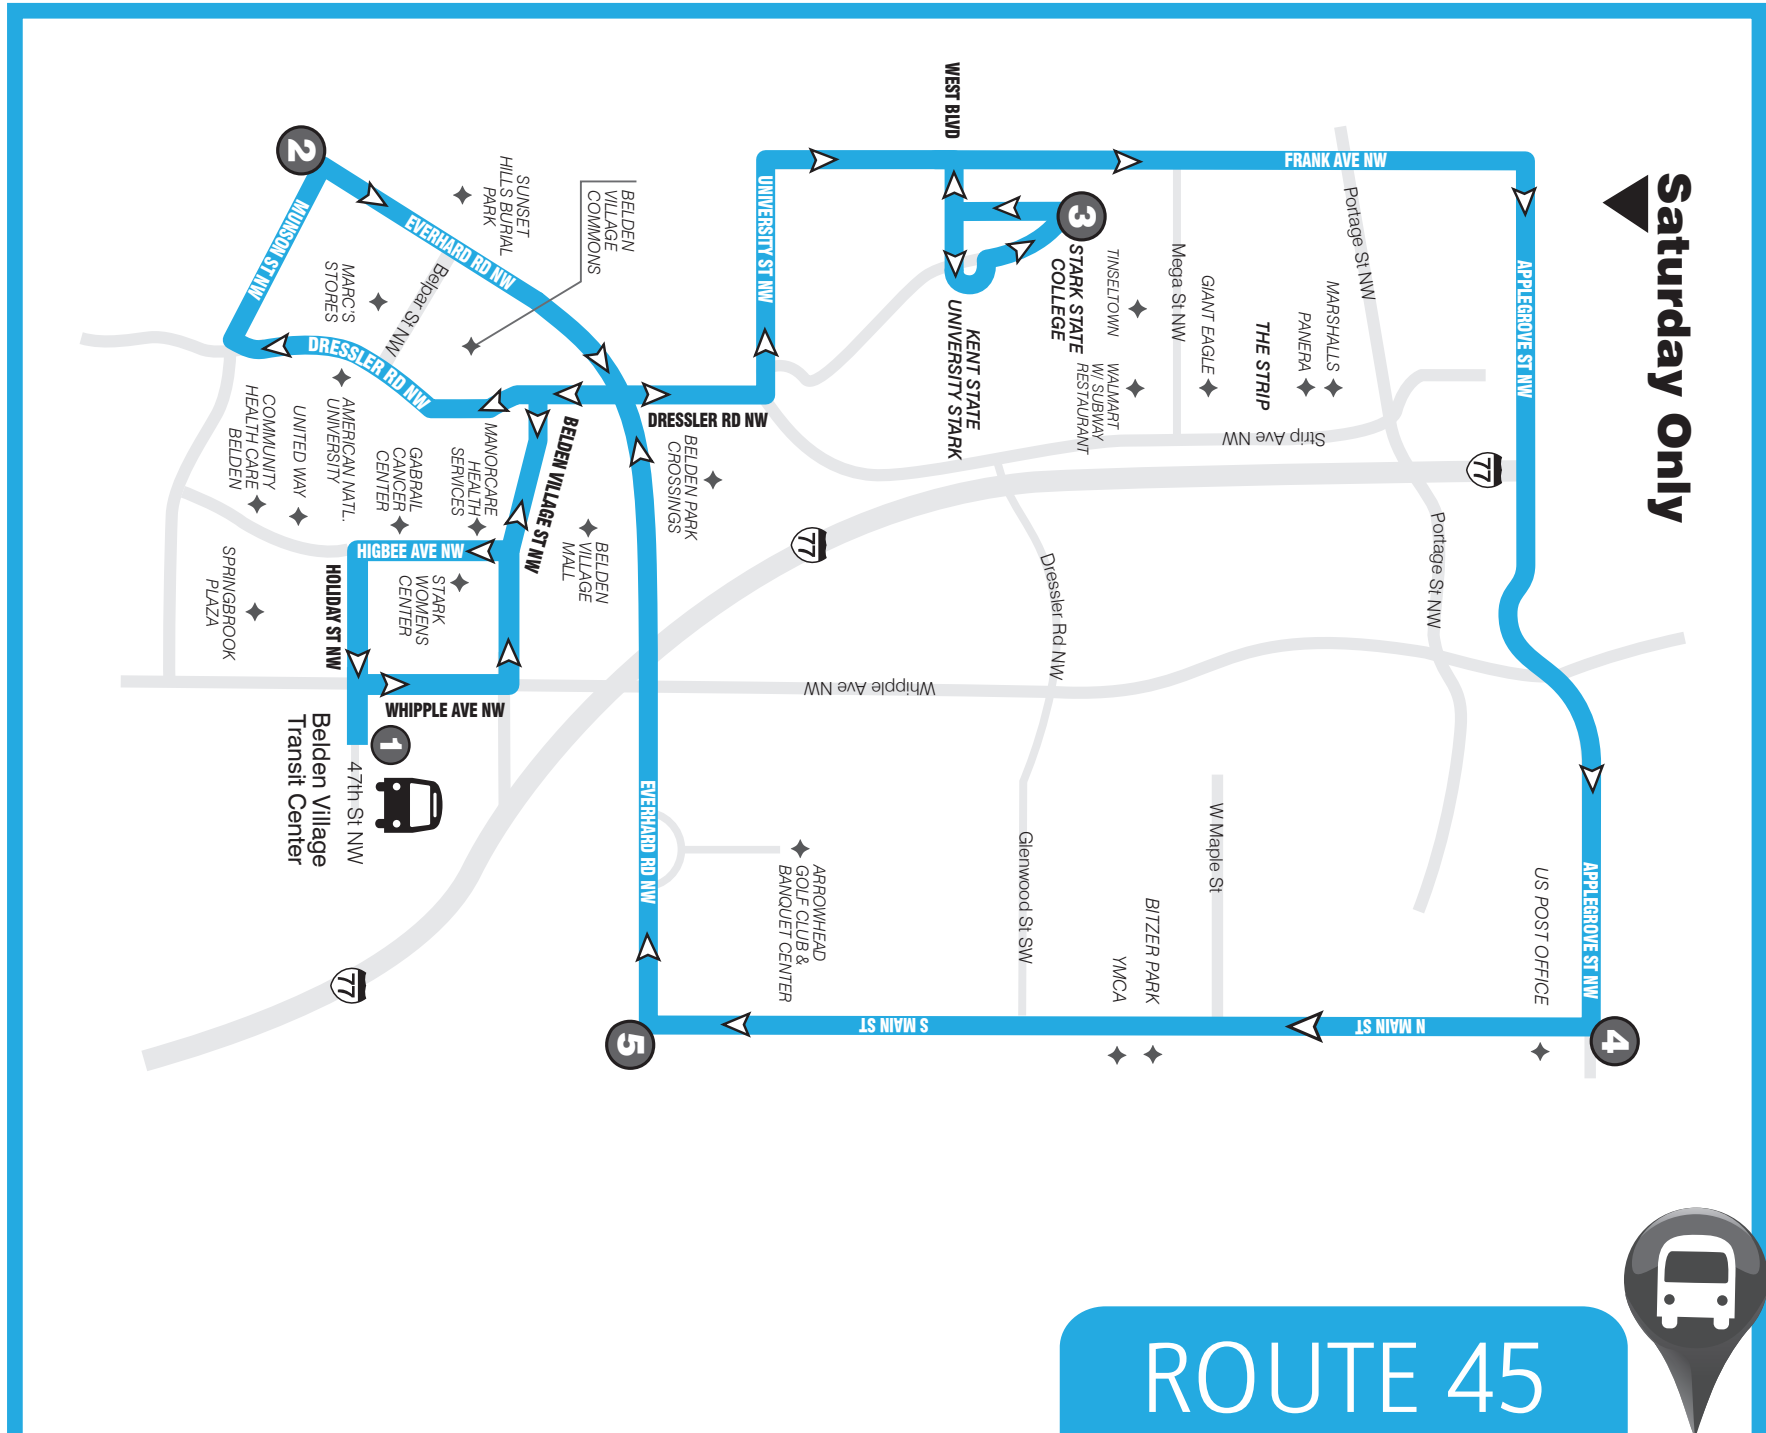 Saturday Only
WEST BLVD
FRANK AVE NW
Portage St NW
UNIVERSITY ST NW
APPLEGROVE ST NW
2
3
SUNSET
HILLS BURIAL
PARK
BELDEN
VILLAGE
COMMONS
EVERHARD RD NW
MUNSON ST NW
MARC'S
STORES
Belpar St NW
DRESSLER RD NW
STARK STATE
COLLEGE
TINSELTOWN
Mega St NW
GIANT EAGLE
THE STRIP
PANERA
MARSHALLS
KENT STATE
UNIVERSITY STARK
WALMART
W/ SUBWAY
RESTAURANT
Strip Ave NW
DRESSLER RD NW
BELDEN PARK
CROSSINGS
BELDEN VILLAGE ST NW
MANORCARE
HEALTH
SERVICES
GABRAIL
CANCER
CENTER
AMERICAN NATL.
UNIVERSITY
UNITED WAY
COMMUNITY
HEALTH CARE
BELDEN
77
77
Portage St NW
BELDEN
VILLAGE
MALL
HIGBEE AVE NW
STARK
WOMENS
CENTER
HOLIDAY ST NW
SPRINGBROOK
PLAZA
Dressler Rd NW
Whipple Ave NW
WHIPPLE AVE NW
1
Belden Village
Transit Center
47th St NW
EVERHARD RD NW
ARROWHEAD
GOLF CLUB &
BANQUET CENTER
Glenwood St SW
W Maple St
BITZER PARK
YMCA
US POST OFFICE
APPLEGROVE ST NW
77
S MAIN ST
N MAIN ST
5
4
ROUTE 45